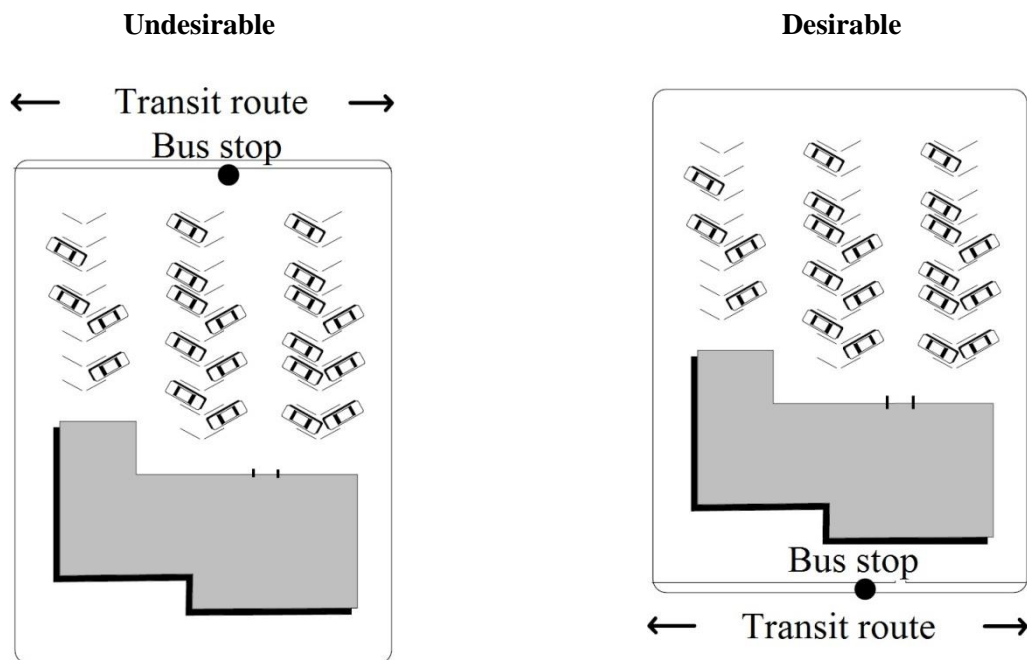 Undesirable
Transit route
Bus stop
Desirable
Bus stop
Transit route